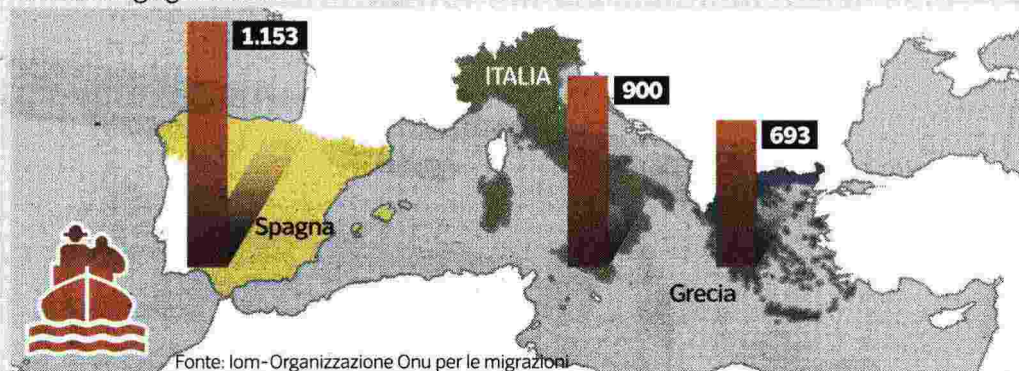 1.153
ITALIA
900
693
Spagna
Grecia
Fonte: Iom-Organizzazione Onu per le migrazioni